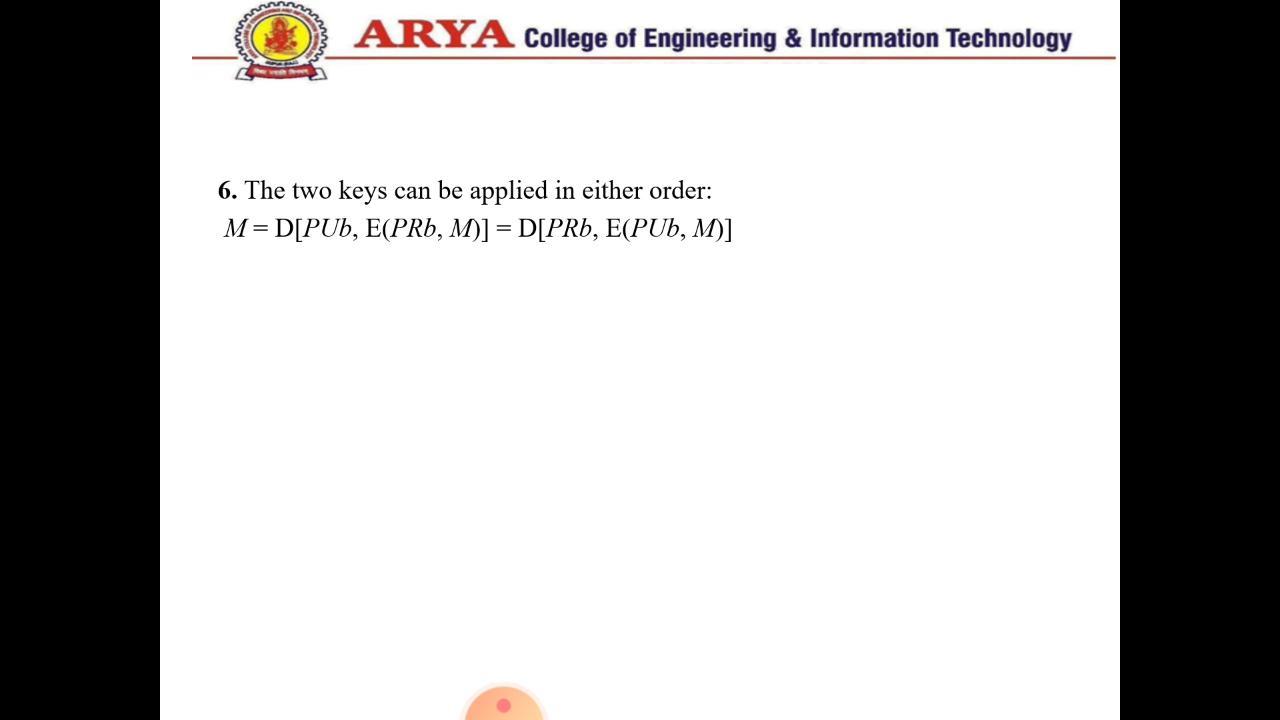 ARYA College of Engineering & Information Technology
6. The two keys can be applied in either order:
M = D[PUb, E(PRb, M)] = D[PRb, E(PUb, M)]